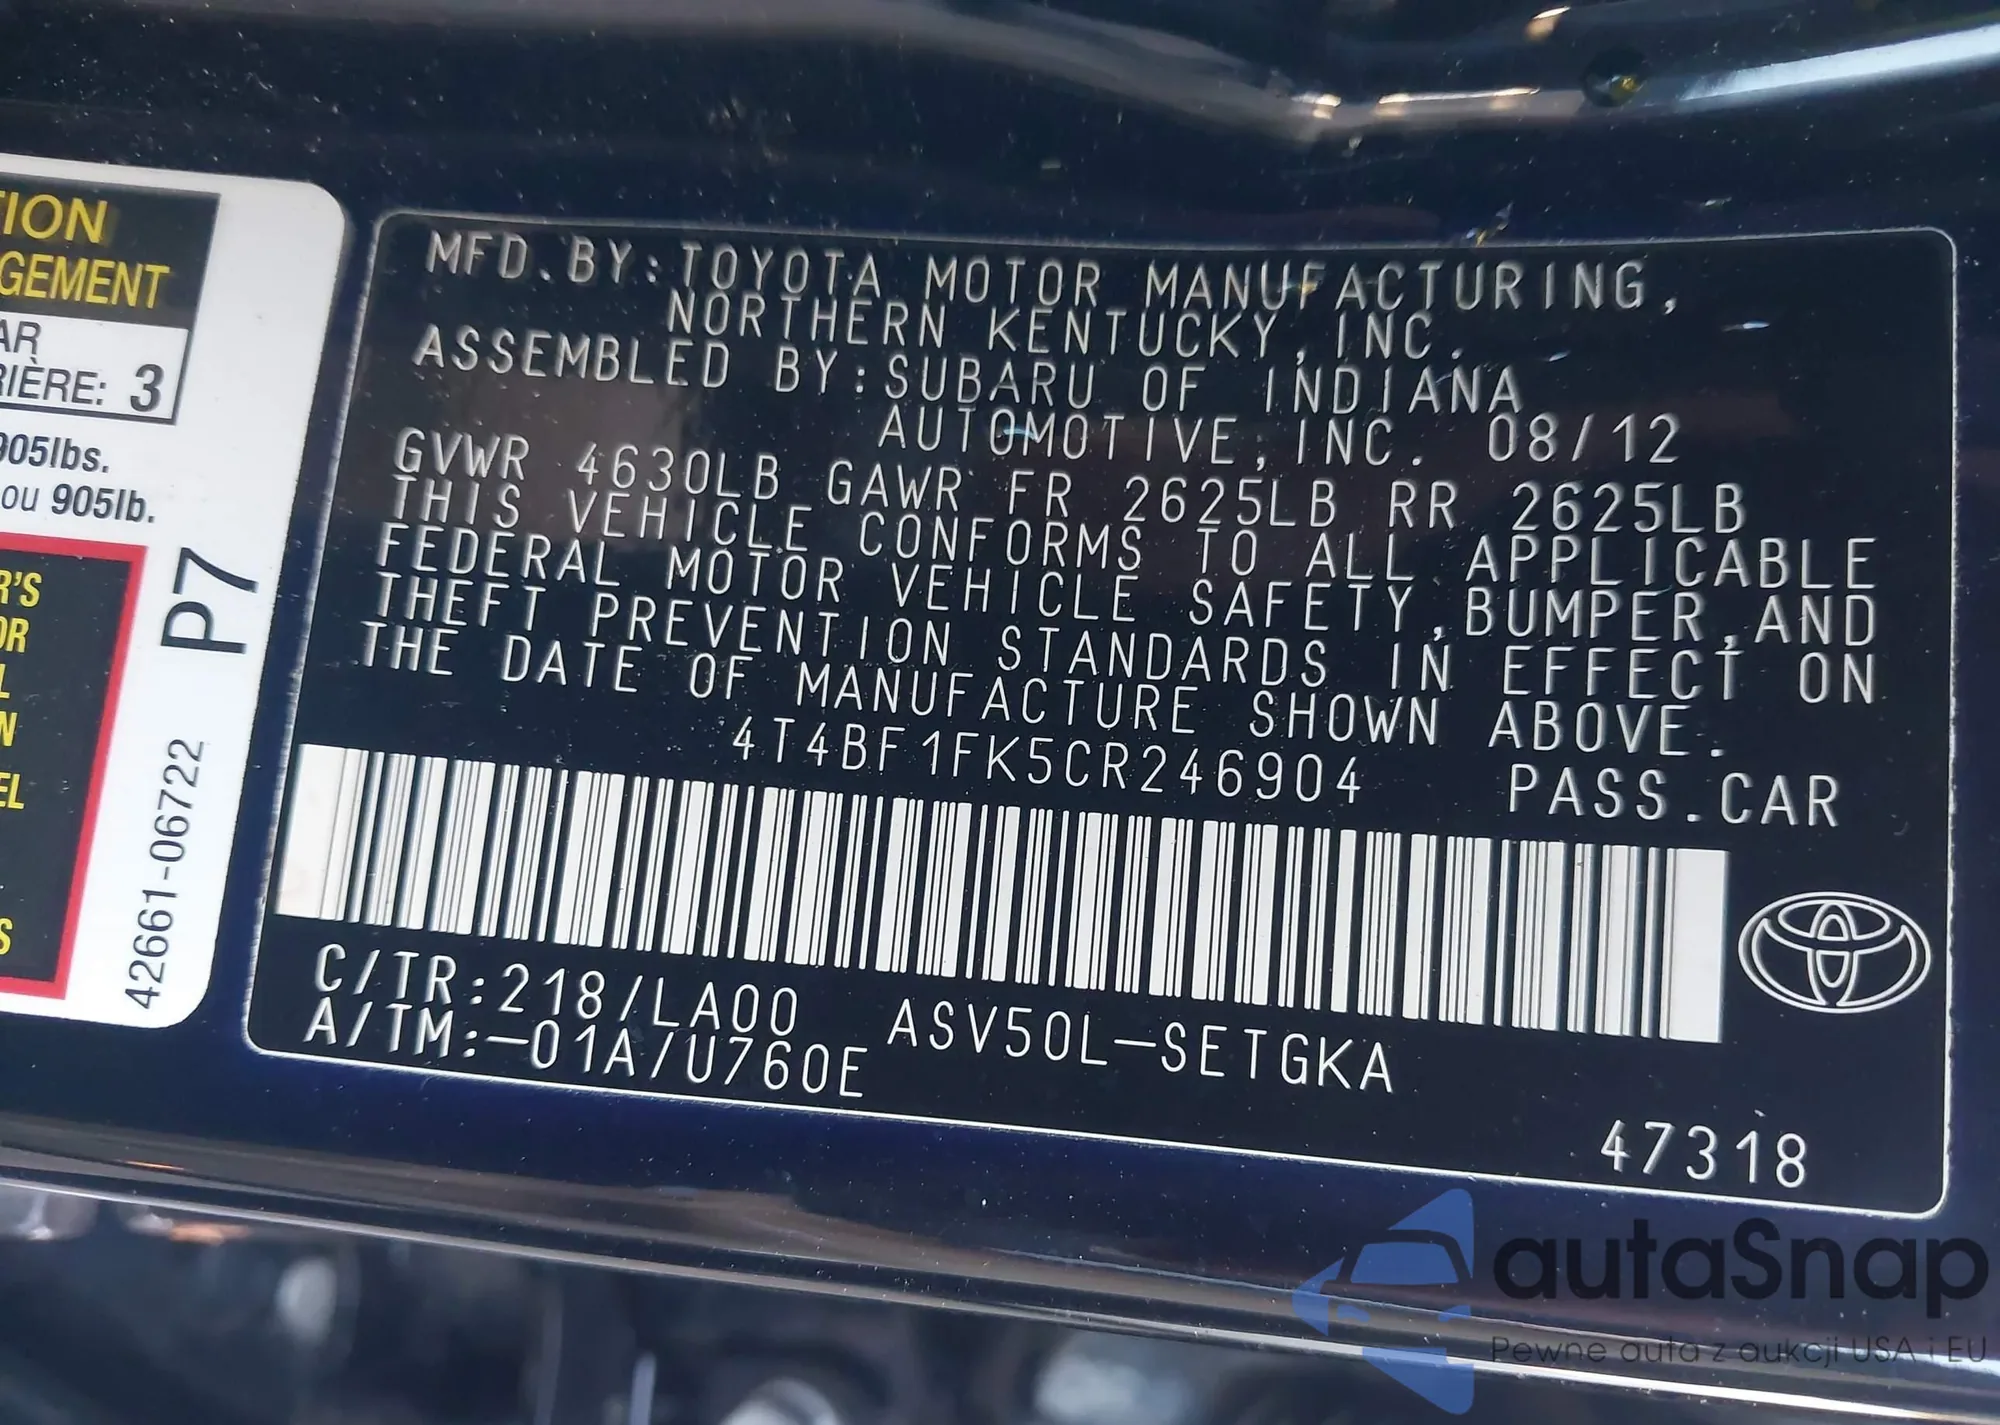 TION
GEMENT
AR
RIÈRE: 3
905lbs.
ou 905lb.
R'S
OR
L
N
EL
S
P7
42661-06722
MFD.BY:TOYOTA MOTOR MANUFACTURING,
NORTHERN KENTUCKY,INC.
ASSEMBLED BY:SUBARU OF INDIANA
AUTOMOTIVE,INC. 08/12
GVWR 4630LB GAWR FR 2625LB RR 2625LB
THIS VEHICLE CONFORMS TO ALL APPLICABLE
FEDERAL MOTOR VEHICLE SAFETY,BUMPER,AND
THEFT PREVENTION STANDARDS IN EFFECT ON
THE DATE OF MANUFACTURE SHOWN ABOVE.
4T4BF1FK5CR246904 PASS.CAR
C/TR:218/LA00 ASV50L-SETGKA
A/TM:-01A/U760E
47318
autaSnap
Pewne auta z aukcji USA i EU